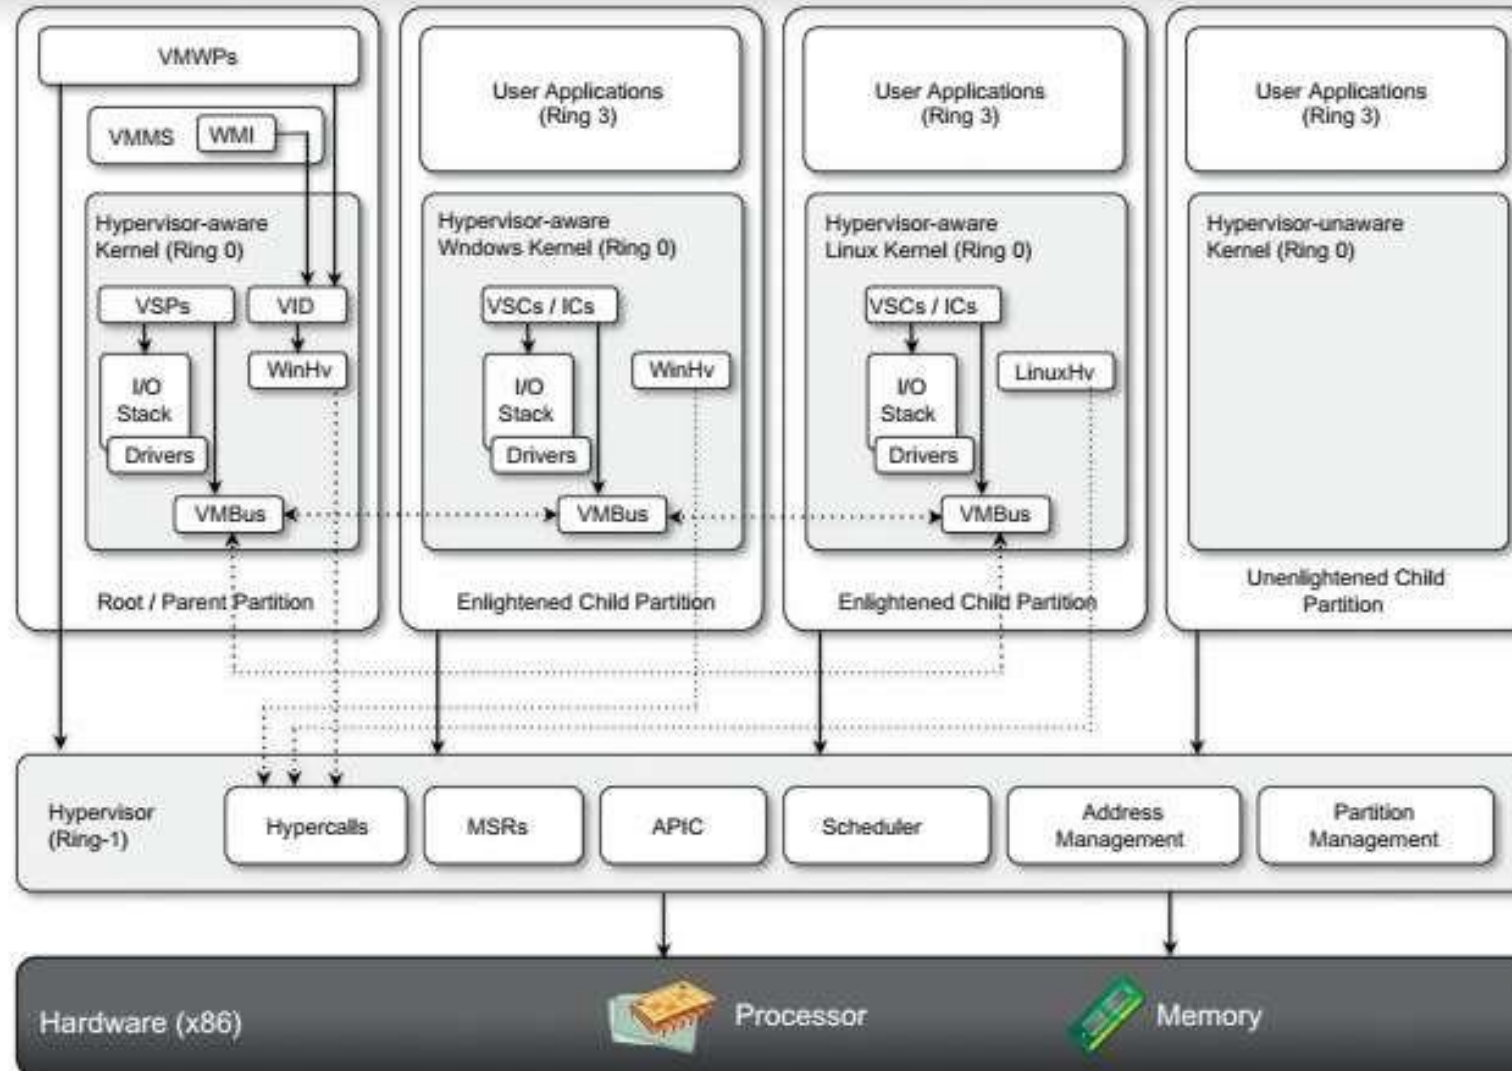 VMWPs
VMMS
WMI
Hypervisor-aware
Kernel (Ring 0)
VSPs
VID
WinHv
I/O
Stack
Drivers
VMBus
Root / Parent Partition
User Applications
(Ring 3)
Hypervisor-aware
Wndows Kernel (Ring 0)
VSCs / ICs
I/O
Stack
WinHv
Drivers
VMBus
Enlightened Child Partition
User Applications
(Ring 3)
Hypervisor-aware
Linux Kernel (Ring 0)
VSCs / ICs
I/O
Stack
LinuxHv
Drivers
VMBus
Enlightened Child Partition
User Applications
(Ring 3)
Hypervisor-unaware
Kernel (Ring 0)
Unenlightened Child
Partition
Hypervisor
(Ring-1)
Hypercalls
MSRs
APIC
Scheduler
Address
Management
Partition
Management
Hardware (x86)
Processor
Memory